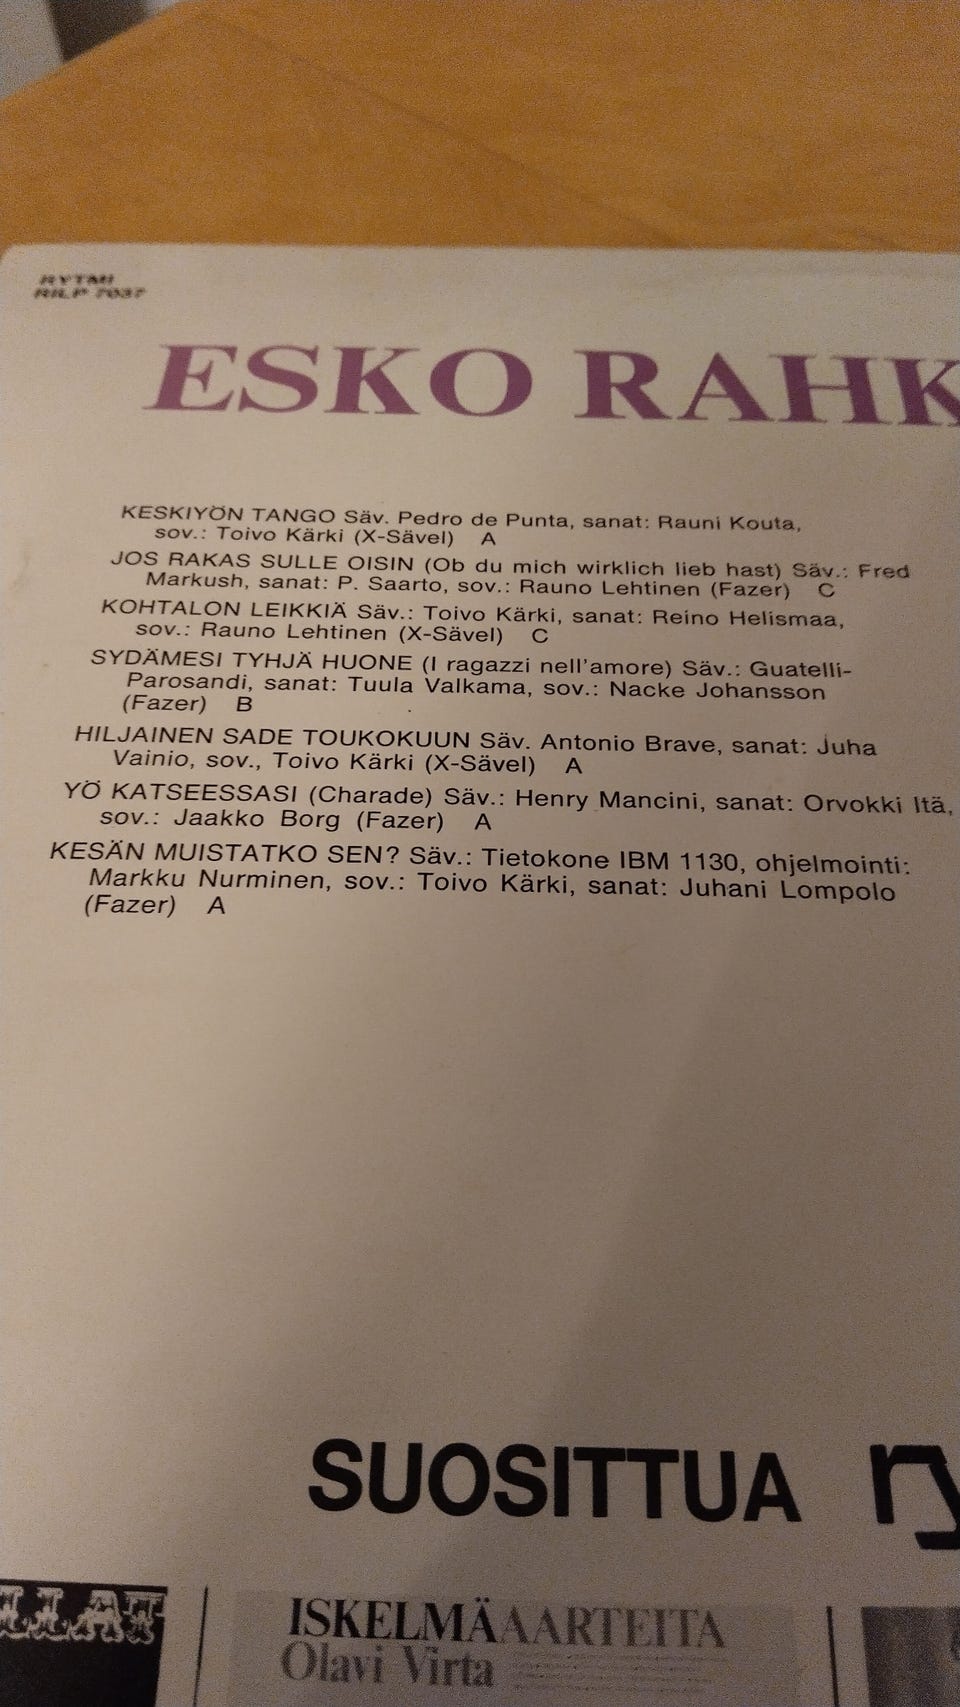 RYTMI
RILP 7037
ESKO RAHK
KESKIYÖN TANGO Säv. Pedro de Punta, sanat: Rauni Kouta,
sov.: Toivo Kärki (X-Sävel) A
JOS RAKAS SULLE OISIN (Ob du mich wirklich lieb hast) Säv.: Fred
Markush, sanat: P. Saarto, sov.: Rauno Lehtinen (Fazer) C
KOHTALON LEIKKIÄ Säv.: Toivo Kärki, sanat: Reino Helismaa,
sov.: Rauno Lehtinen (X-Sävel) C
SYDÄMESI TYHJÄ HUONE (I ragazzi nell'amore) Säv.: Guatelli-
Parosandi, sanat: Tuula Valkama, sov.: Nacke Johansson
(Fazer) B
HILJAINEN SADE TOUKOKUUN Säv. Antonio Brave, sanat: Juha
Vainio, sov., Toivo Kärki (X-Sävel) A
YÖ KATSEESSASI (Charade) Säv.: Henry Mancini, sanat: Orvokki Itä,
sov.: Jaakko Borg (Fazer) A
KESÄN MUISTATKO SEN? Säv.: Tietokone IBM 1130, ohjelmointi:
Markku Nurminen, sov.: Toivo Kärki, sanat: Juhani Lompolo
(Fazer) A
SUOSITTUA ry
LLAT
ISKELMÄAARTEITA
Olavi Virta